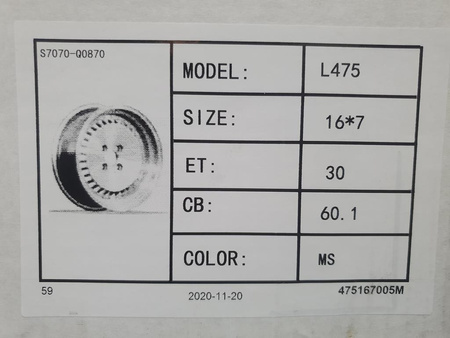 S7070-Q0870
MODEL: L475
SIZE: 16*7
ET: 30
CB: 60.1
COLOR: MS
59 2020-11-20 475167005M